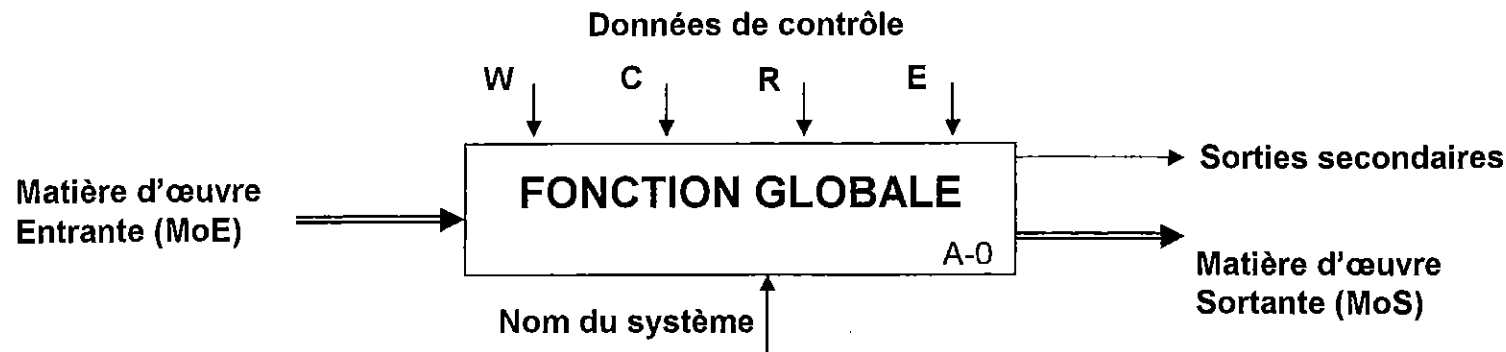 Données de contrôle
W C R E
Sorties secondaires
FONCTION GLOBALE
Matière d'œuvre
Entrante (MoE)
A-0
Matière d'œuvre
Sortante (MoS)
Nom du système